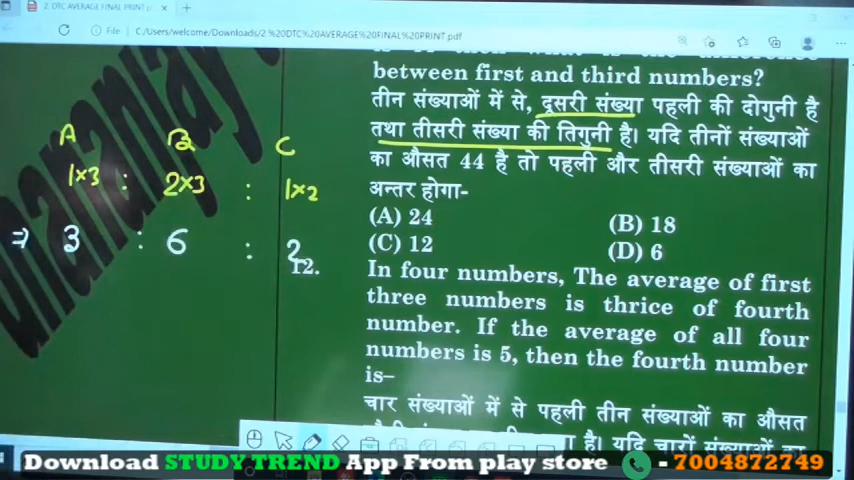 2. DTC AVERAGE FINAL PRINT.p
File
C:/Users/welcome/Downloads/2.%20DTC%20AVERAGE%20FINAL%20PRINT.pdf
between first and third numbers?
तीन संख्याओं में से, दूसरी संख्या पहली की दोगुनी है
तथा तीसरी संख्या की तिगुनी है। यदि तीनों संख्याओं
का औसत 44 है तो पहली और तीसरी संख्याओं का
अन्तर होगा-
(A) 24 (B) 18
(C) 12 (D) 6
A B C
1×3 : 2×3 : 1×2
⇒ 3 : 6 : 2
12. In four numbers, The average of first
three numbers is thrice of fourth
number. If the average of all four
numbers is 5, then the fourth number
is–
चार संख्याओं में से पहली तीन संख्याओं का औसत
है। यदि चारों संख्याओं का
Download STUDY TREND App From play store - 7004872749